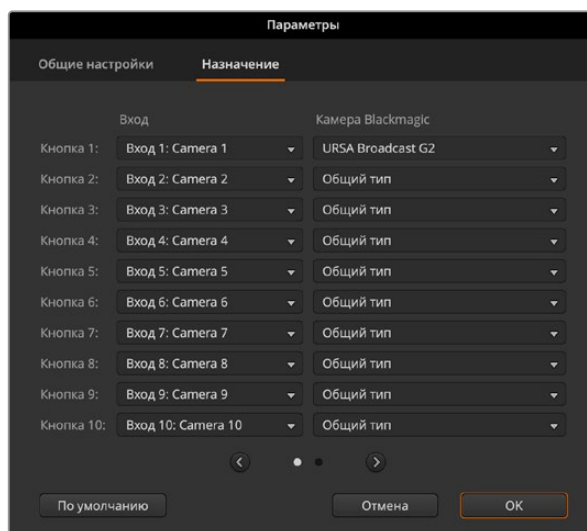 Параметры
Общие настройки Назначение
Вход Камера Blackmagic
Кнопка 1: Вход 1: Camera 1 URSA Broadcast G2
Кнопка 2: Вход 2: Camera 2 Общий тип
Кнопка 3: Вход 3: Camera 3 Общий тип
Кнопка 4: Вход 4: Camera 4 Общий тип
Кнопка 5: Вход 5: Camera 5 Общий тип
Кнопка 6: Вход 6: Camera 6 Общий тип
Кнопка 7: Вход 7: Camera 7 Общий тип
Кнопка 8: Вход 8: Camera 8 Общий тип
Кнопка 9: Вход 9: Camera 9 Общий тип
Кнопка 10: Вход 10: Camera 10 Общий тип
По умолчанию Отмена OK